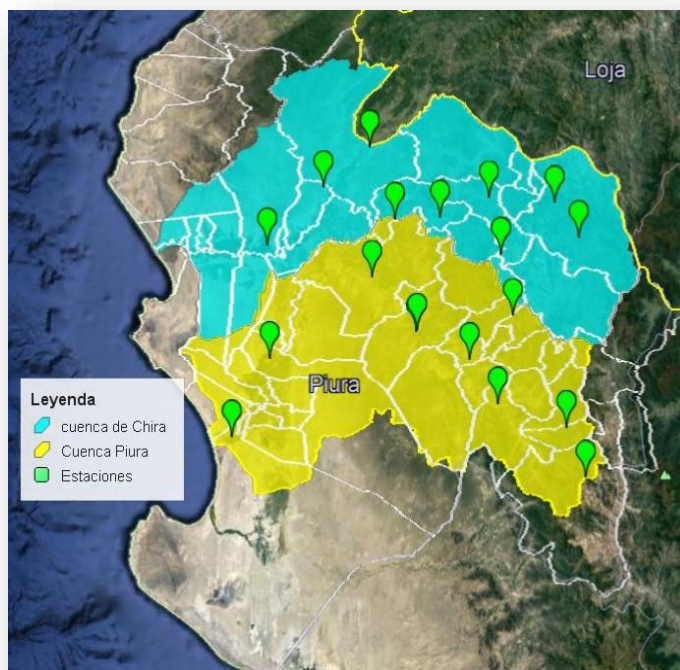 Loja
Piura
Leyenda
cuenca de Chira
Cuenca Piura
Estaciones